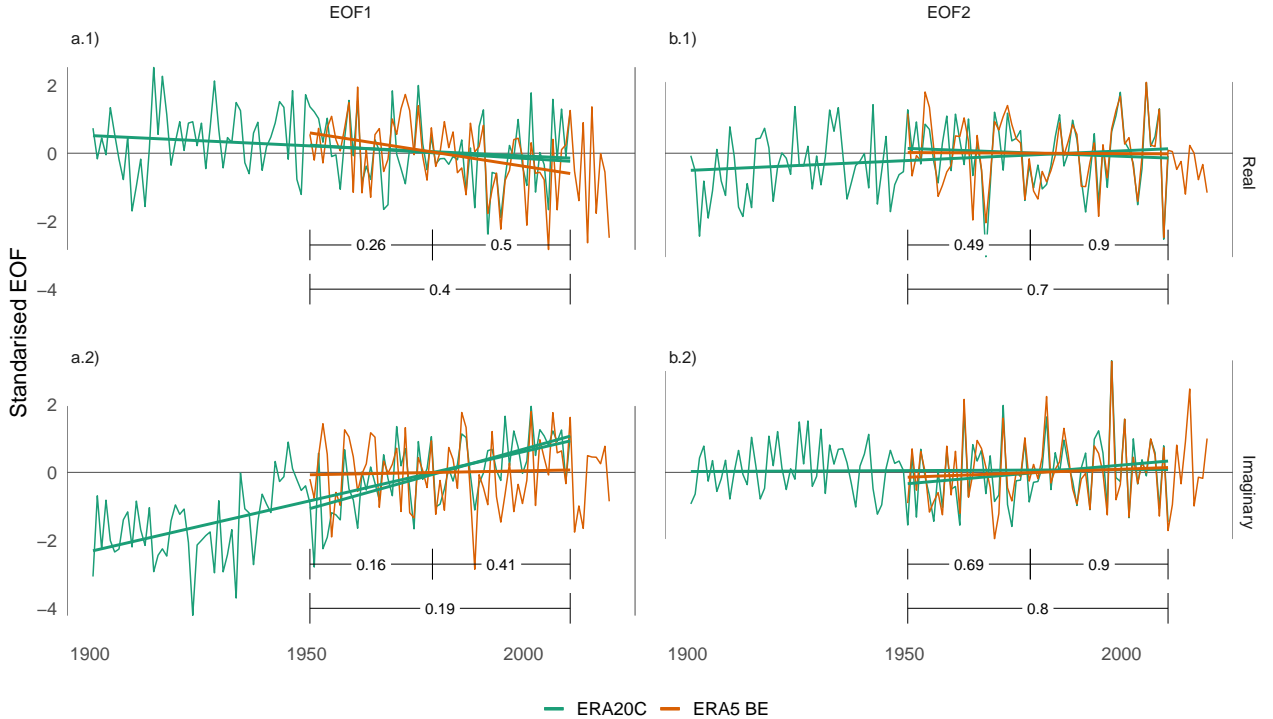 EOF1
EOF2
a.1)
b.1)
2
0
−2
−4
0.26
0.5
0.4
0.49
0.9
0.7
Real
Standarised EOF
a.2)
b.2)
2
0
−2
−4
0.16
0.41
0.19
0.69
0.9
0.8
Imaginary
1900
1950
2000
1900
1950
2000
ERA20C
ERA5 BE